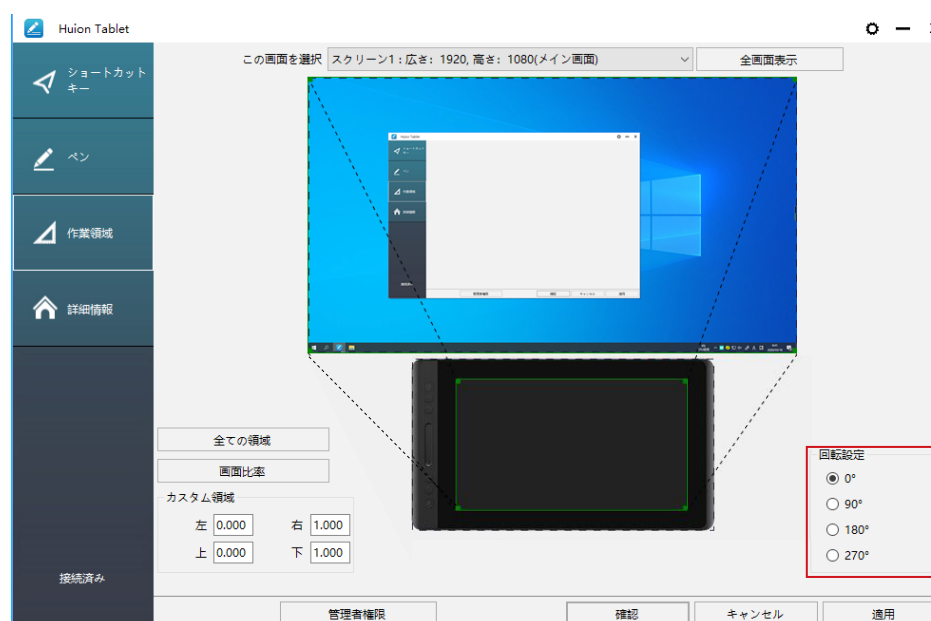 Huion Tablet
ショートカット
キー
ペン
作業領域
詳細情報
接続済み
この画面を選択 スクリーン1：広さ：1920, 高さ：1080(メイン画面) 全画面表示
全ての領域
画面比率
カスタム領域
左 0.000 右 1.000
上 0.000 下 1.000
回転設定
0°
90°
180°
270°
管理者権限 確認 キャンセル 適用